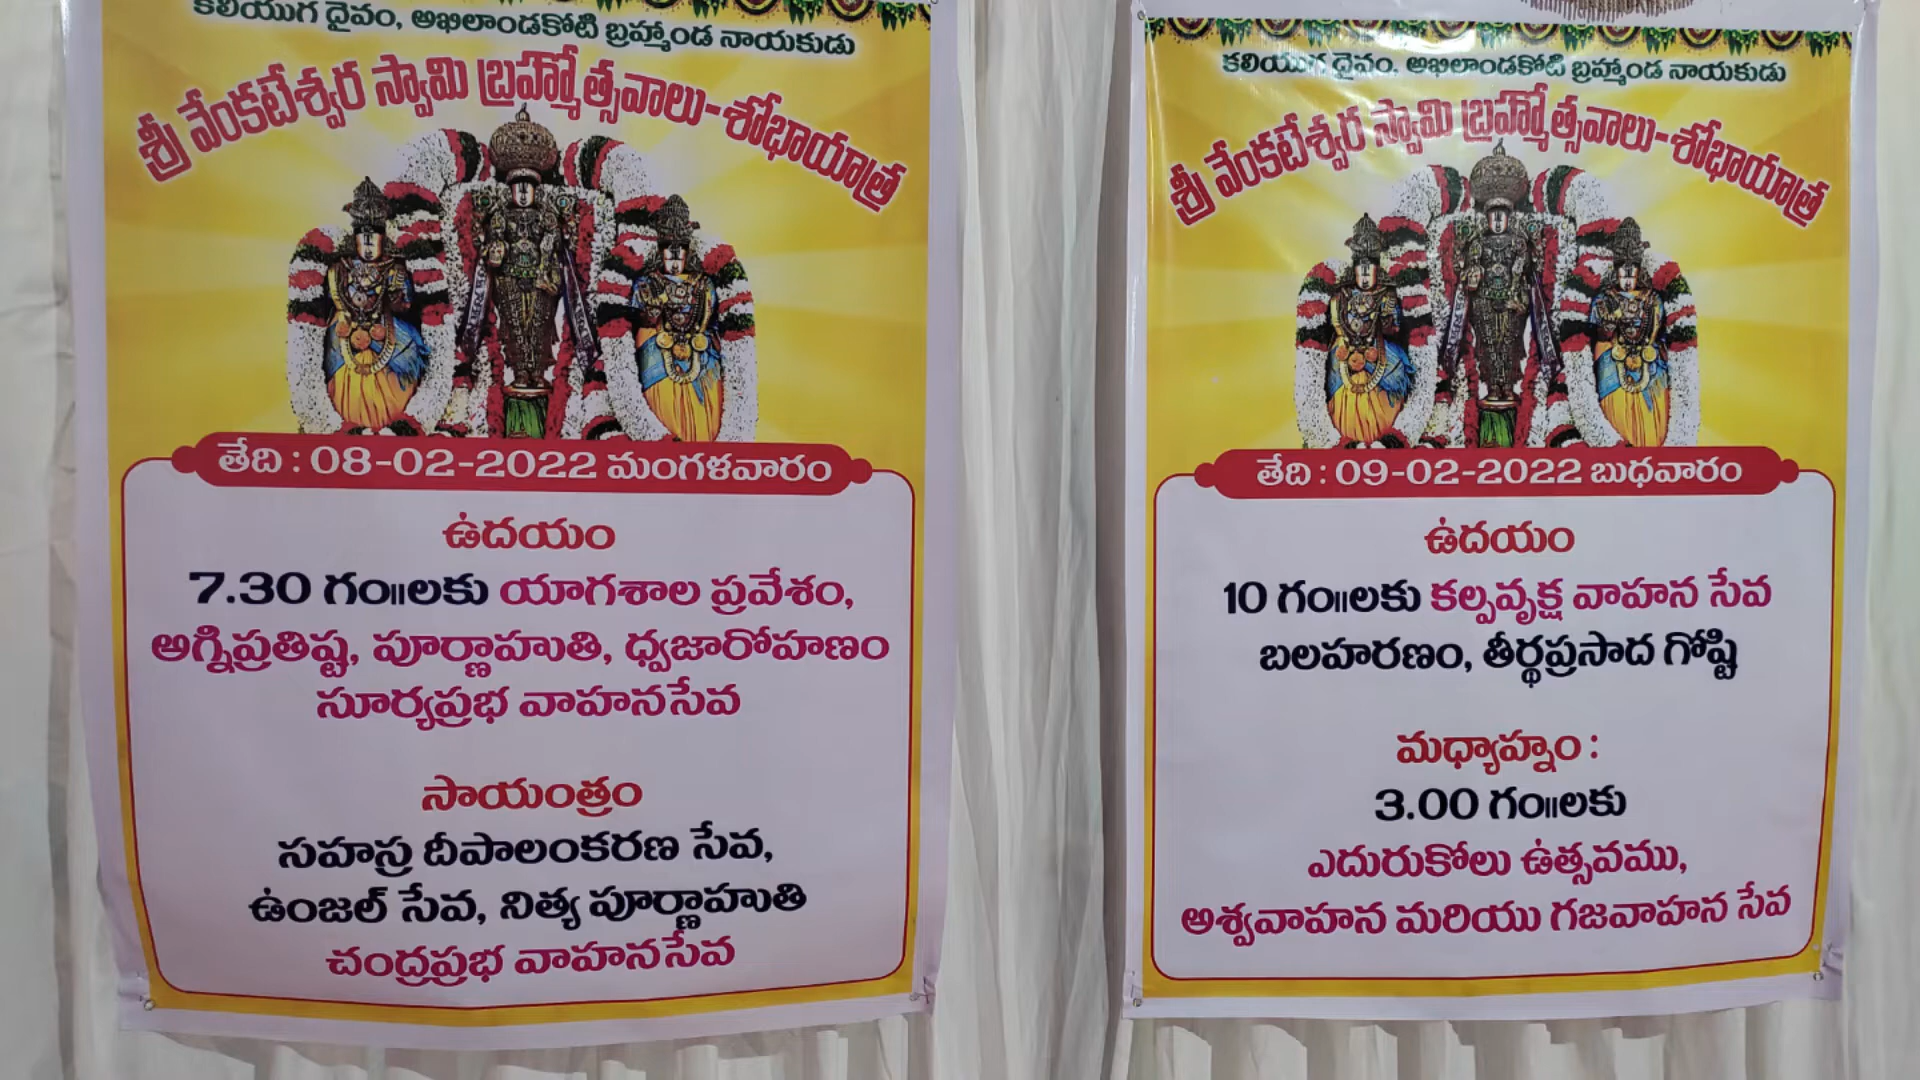 కలియుగ దైవం, అఖిలాండకోటి బ్రహ్మాండ నాయకుడు
శ్రీ వేంకటేశ్వర స్వామి బ్రహ్మోత్సవాలు-శోభాయాత్ర
తేది : 08-02-2022 మంగళవారం
ఉదయం
7.30 గం॥లకు యాగశాల ప్రవేశం,
అగ్నిప్రతిష్ట, పూర్ణాహుతి, ధ్వజారోహణం
సూర్యప్రభ వాహనసేవ
సాయంత్రం
సహస్ర దీపాలంకరణ సేవ,
ఉంజల్ సేవ, నిత్య పూర్ణాహుతి
చంద్రప్రభ వాహనసేవ
కలియుగ దైవం, అఖిలాండకోటి బ్రహ్మాండ నాయకుడు
శ్రీ వేంకటేశ్వర స్వామి బ్రహ్మోత్సవాలు-శోభాయాత్ర
తేది : 09-02-2022 బుధవారం
ఉదయం
10 గం॥లకు కల్పవృక్ష వాహన సేవ
బలహరణం, తీర్థప్రసాద గోష్టి
మధ్యాహ్నం :
3.00 గం॥లకు
ఎదురుకోలు ఉత్సవము,
అశ్వవాహన మరియు గజవాహన సేవ